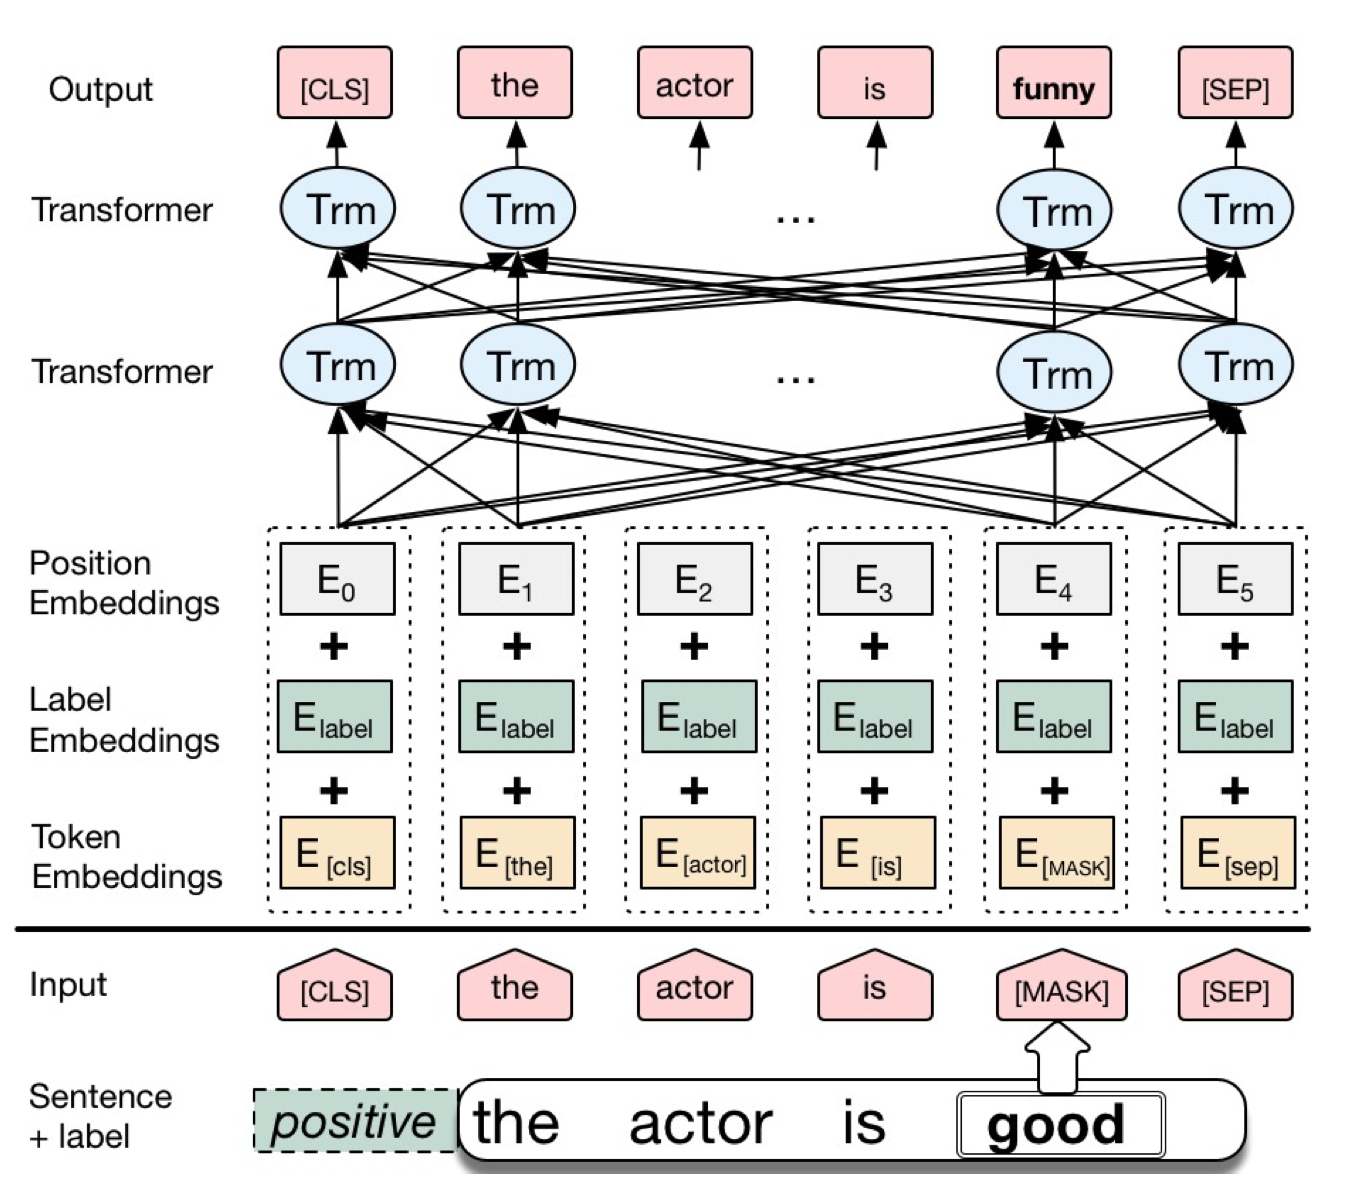 Output [CLS] the actor is funny [SEP]
Transformer Trm Trm ... Trm Trm
Transformer Trm Trm ... Trm Trm
Position
Embeddings
E0 E1 E2 E3 E4 E5
+ + + + + +
Label
Embeddings
Elabel Elabel Elabel Elabel Elabel Elabel
+ + + + + +
Token
Embeddings
E[cls] E[the] E[actor] E[is] E[MASK] E[sep]
Input [CLS] the actor is [MASK] [SEP]
Sentence
+ label
positive the actor is good